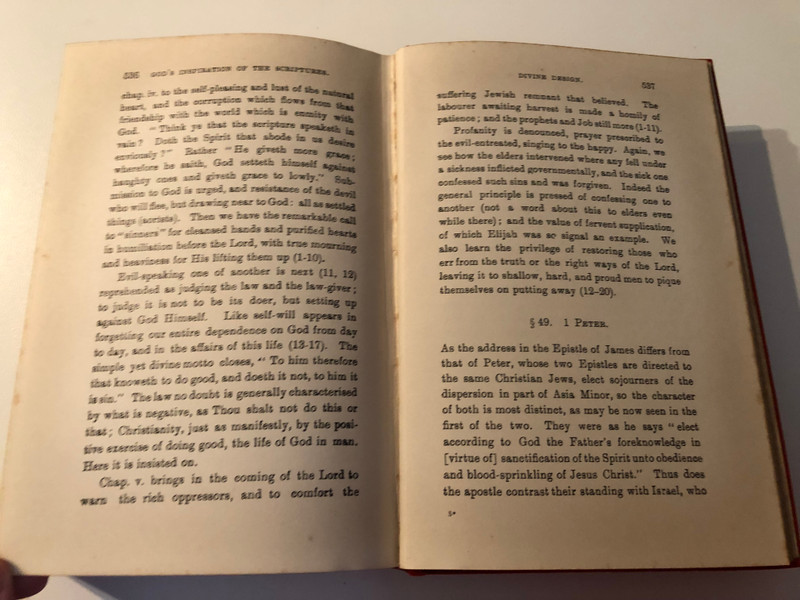 536 GOD'S INSPIRATION OF THE SCRIPTURES.
chap. iv. to the self-pleasing and lust of the natural
heart, and the corruption which flows from that
friendship with the world which is enmity with
God. "Think ye that the scripture speaketh in
vain? Doth the Spirit that abode in us desire
enviously?" Rather "He giveth more grace;
wherefore he saith, God setteth himself against
haughty ones and giveth grace to lowly." Sub-
mission to God is urged, and resistance of the devil
who will flee, but drawing near to God: all as settled
things (aorists). Then we have the remarkable call
to "sinners" for cleansed hands and purified hearts
in humiliation before the Lord, with true mourning
and heaviness for His lifting them up (1-10).
Evil-speaking one of another is next (11, 12)
reprehended as judging the law and the law-giver;
to judge it is not to be its doer, but setting up
against God Himself. Like self-will appears in
forgetting our entire dependence on God from day
to day, and in the affairs of this life (13-17). The
simple yet divine motto closes, "To him therefore
that knoweth to do good, and doeth it not, to him it
is sin." The law no doubt is generally characterised
by what is negative, as Thou shalt not do this or
that; Christianity, just as manifestly, by the posi-
tive exercise of doing good, the life of God in man.
Here it is insisted on.
Chap. v. brings in the coming of the Lord to
warn the rich oppressors, and to comfort the
DIVINE DESIGN. 537
suffering Jewish remnant that believed. The
labourer awaiting harvest is made a homily of
patience; and the prophets and Job still more (1-11).
Profanity is denounced, prayer prescribed to
the evil-entreated, singing to the happy. Again, we
see how the elders intervened where any fell under
a sickness inflicted governmentally, and the sick one
confessed such sins and was forgiven. Indeed the
general principle is pressed of confessing one to
another (not a word about this to elders even
while there); and the value of fervent supplication,
of which Elijah was so signal an example. We
also learn the privilege of restoring those who
err from the truth or the right ways of the Lord,
leaving it to shallow, hard, and proud men to pique
themselves on putting away (12-20).
§ 49. 1 PETER.
As the address in the Epistle of James differs from
that of Peter, whose two Epistles are directed to
the same Christian Jews, elect sojourners of the
dispersion in part of Asia Minor, so the character
of both is most distinct, as may be now seen in the
first of the two. They were as he says "elect
according to God the Father's foreknowledge in
[virtue of] sanctification of the Spirit unto obedience
and blood-sprinkling of Jesus Christ." Thus does
the apostle contrast their standing with Israel, who